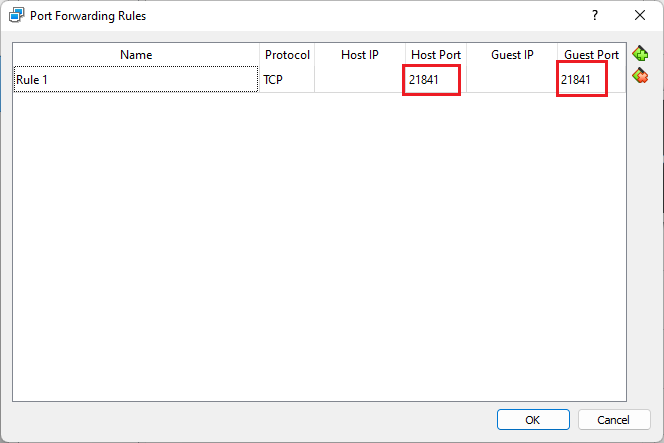 Port Forwarding Rules ?
Name Protocol Host IP Host Port Guest IP Guest Port
Rule 1 TCP 21841 21841
OK Cancel